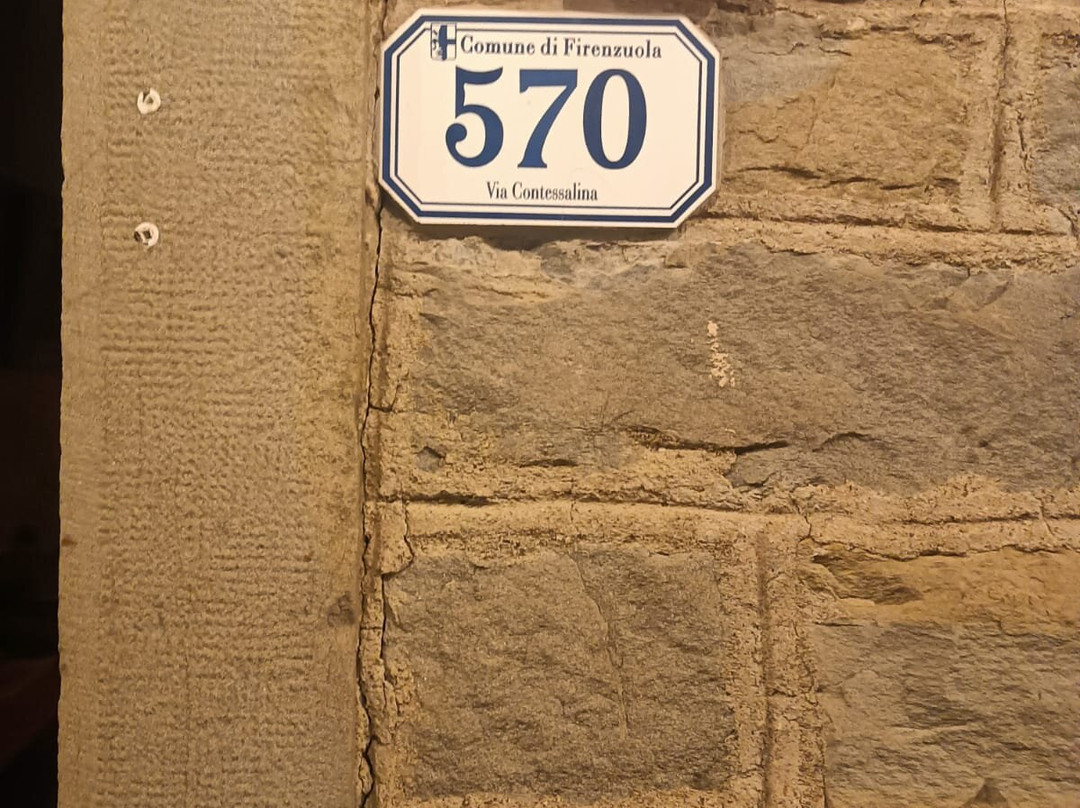 Comune di Firenzuola
570
Via Contessalina